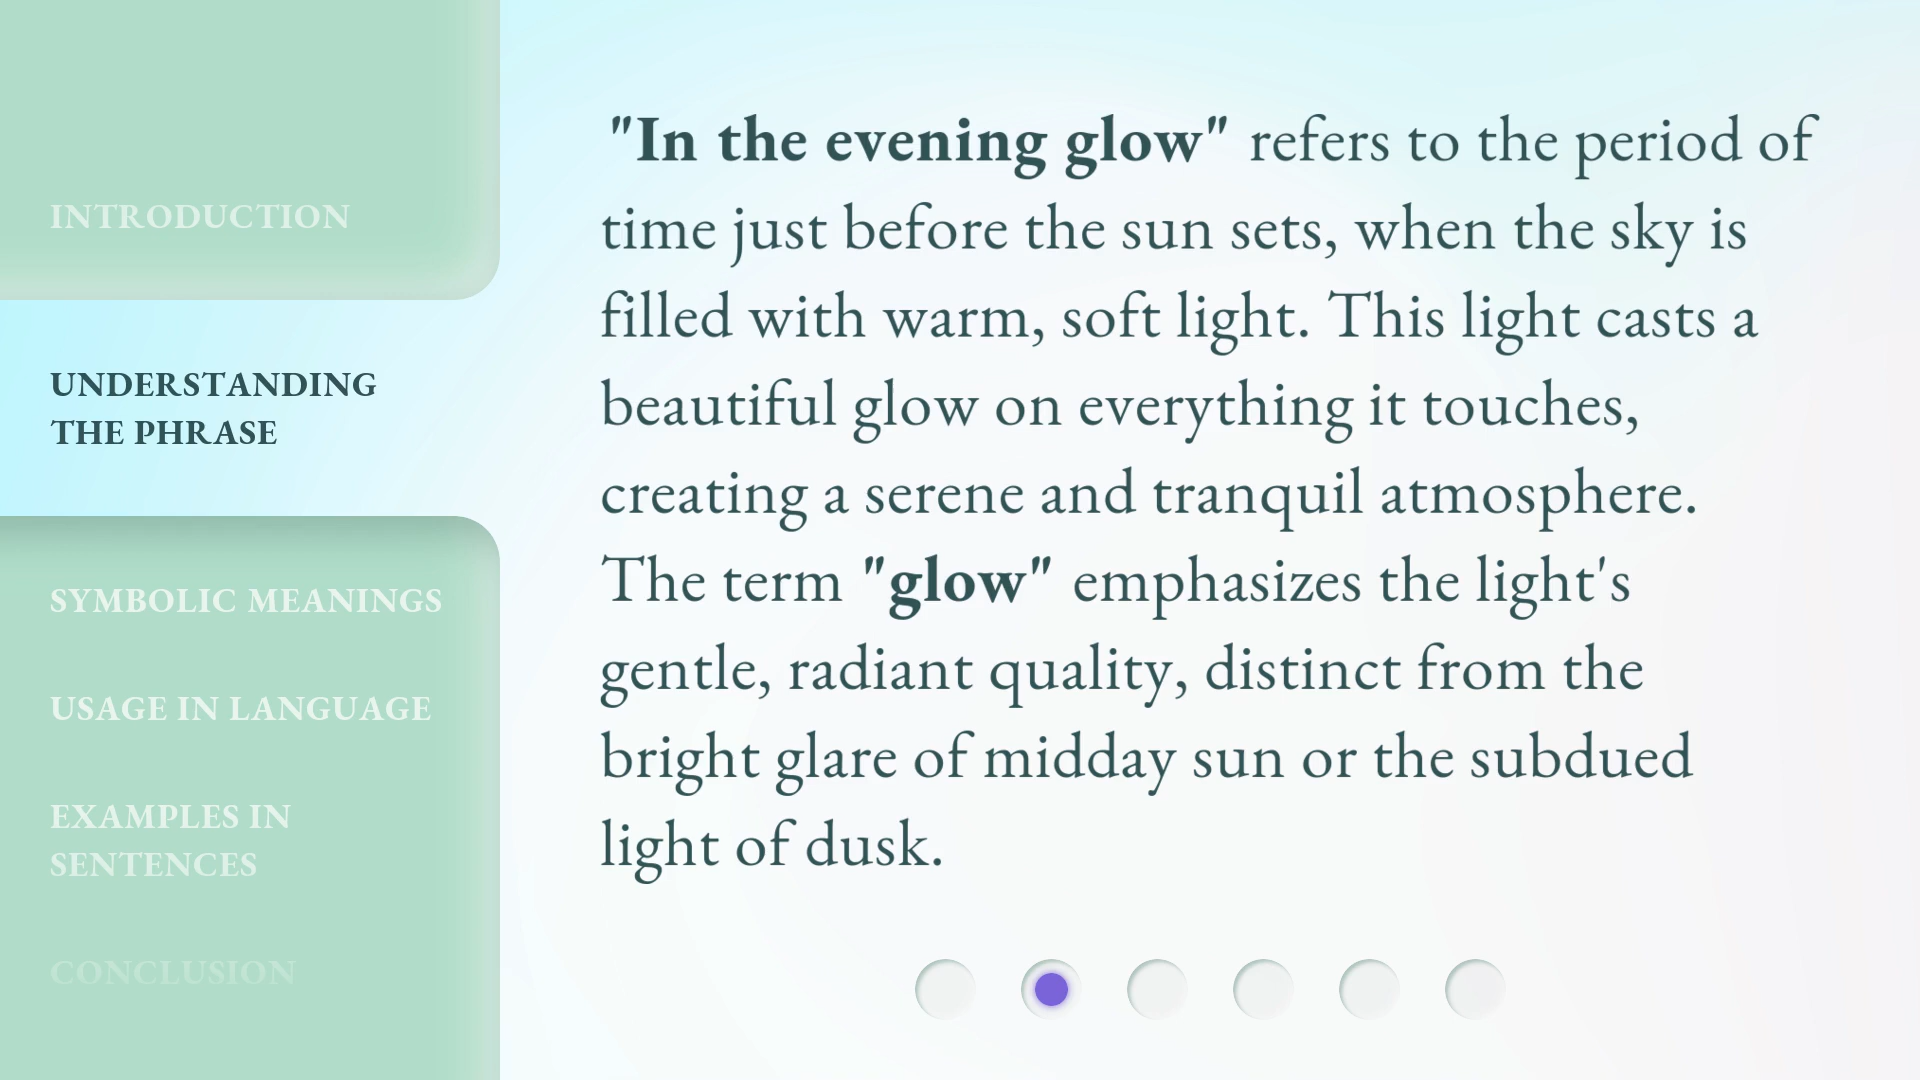 INTRODUCTION
UNDERSTANDING
THE PHRASE
SYMBOLIC MEANINGS
USAGE IN LANGUAGE
EXAMPLES IN
SENTENCES
CONCLUSION
"In the evening glow" refers to the period of
time just before the sun sets, when the sky is
filled with warm, soft light. This light casts a
beautiful glow on everything it touches,
creating a serene and tranquil atmosphere.
The term "glow" emphasizes the light's
gentle, radiant quality, distinct from the
bright glare of midday sun or the subdued
light of dusk.